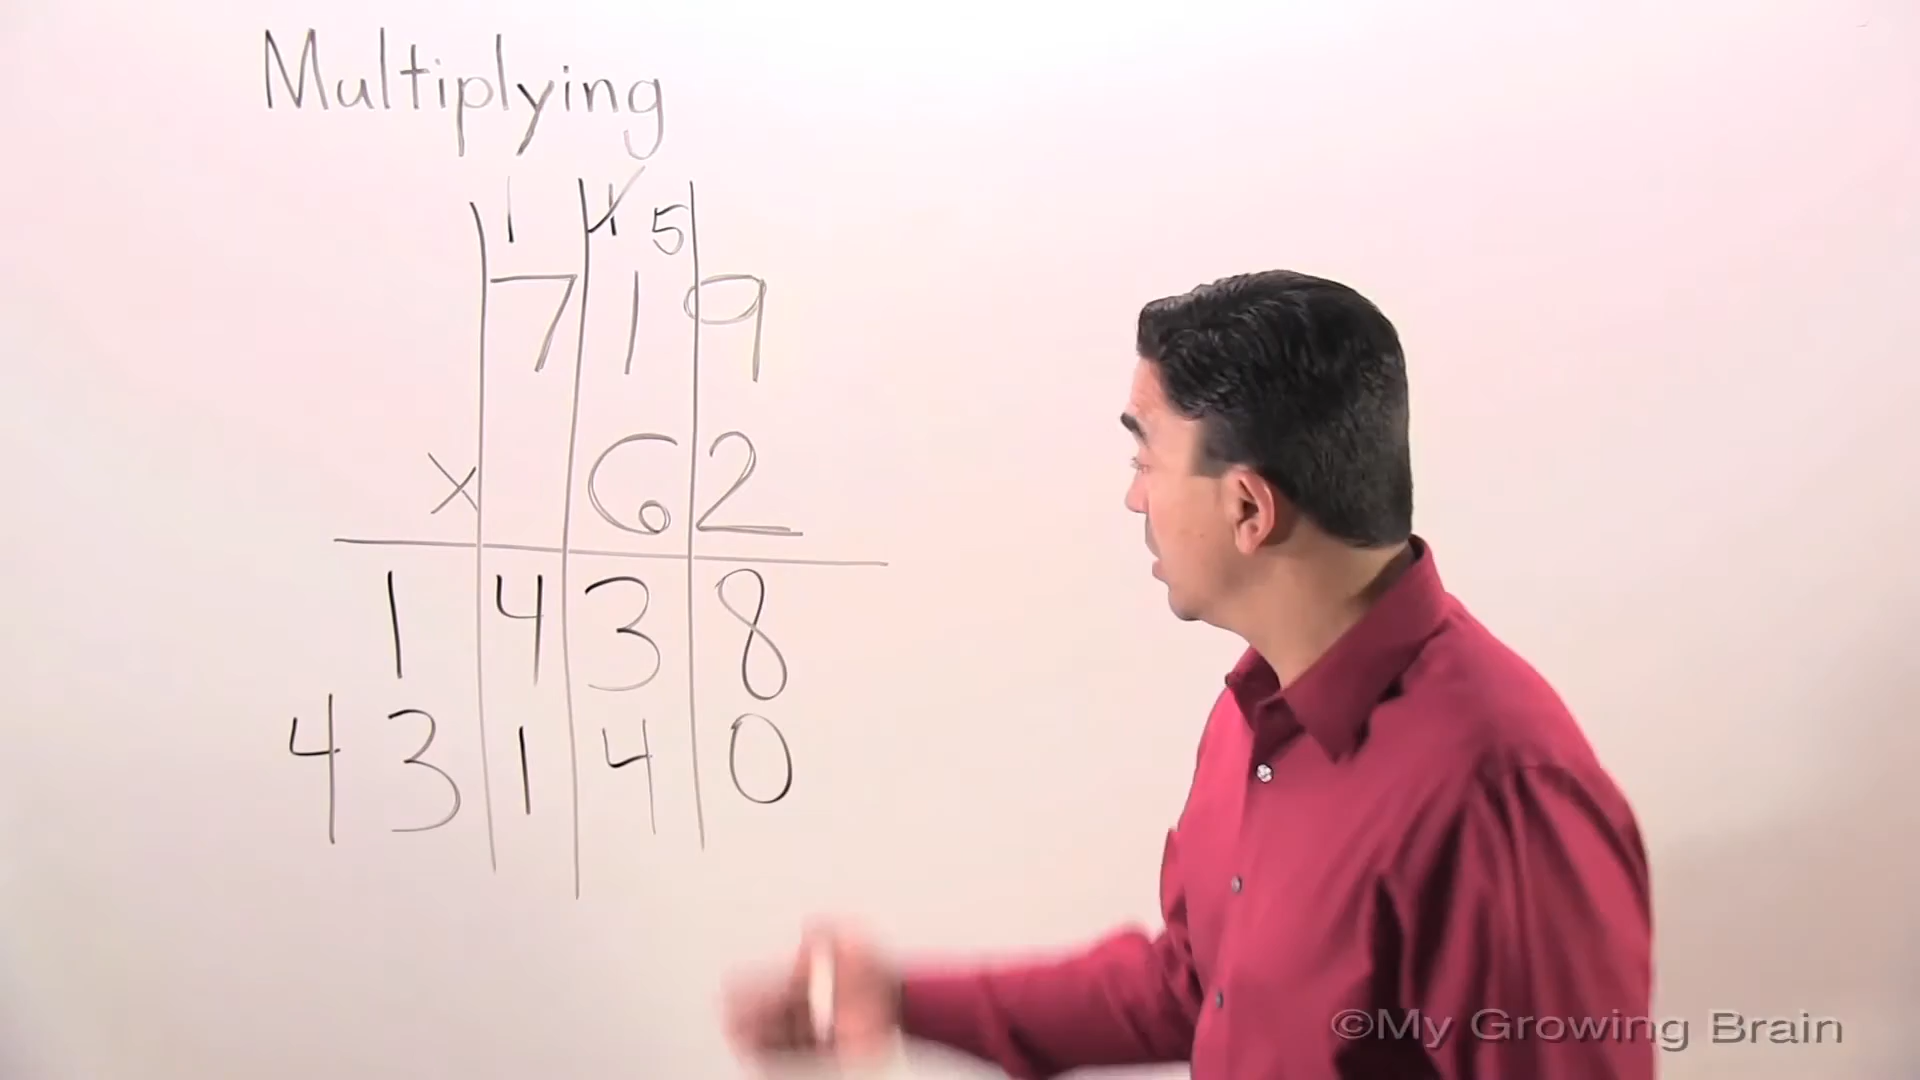 Multiplying
1 1 5
7 1 9
x 6 2
1 4 3 8
4 3 1 4 0
©My Growing Brain